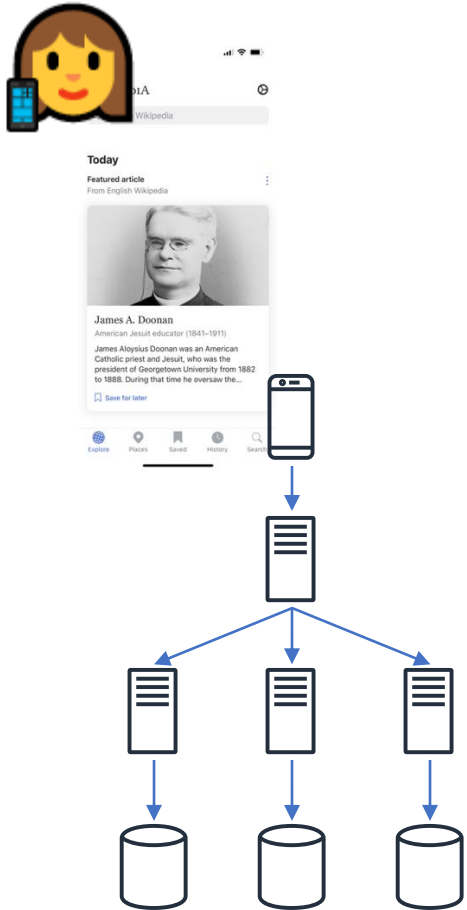 Wikipedia
Today
Featured article
From English Wikipedia
James A. Doonan
American Jesuit educator (1841–1911)
James Aloysius Doonan was an American
Catholic priest and Jesuit, who was the
president of Georgetown University from 1882
to 1888. During that time he oversaw the...
Save for later
Explore Places Saved History Search